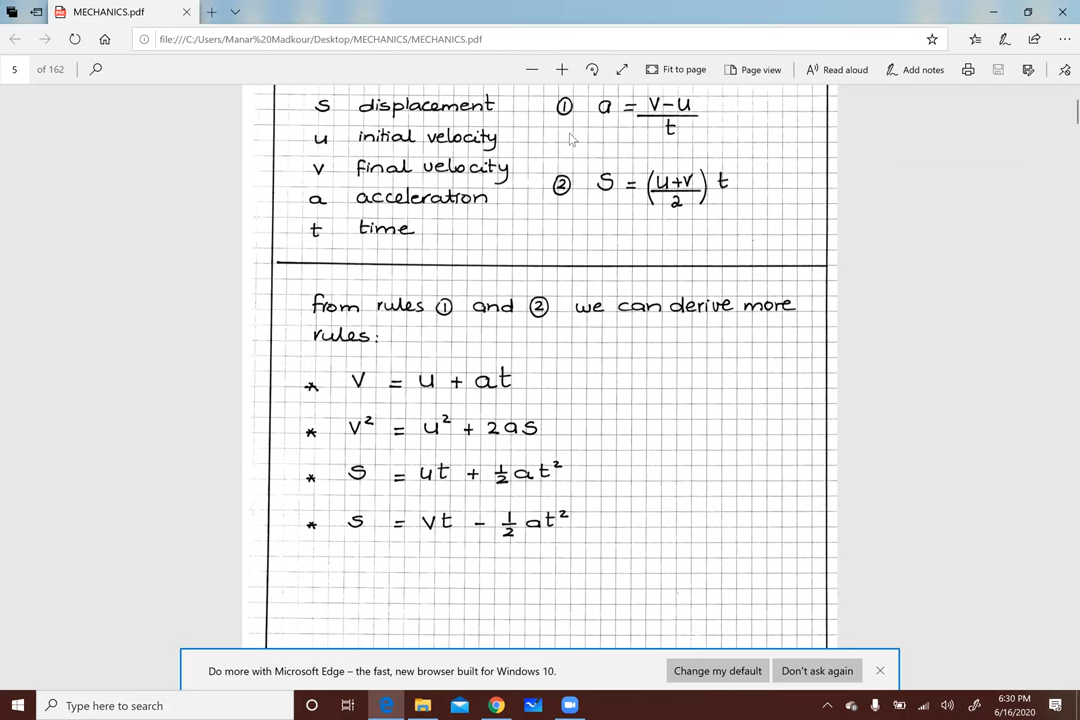 MECHANICS.pdf
file:///C:/Users/Manar%20Madkour/Desktop/MECHANICS/MECHANICS.pdf
5 of 162
Fit to page
Page view
Read aloud
Add notes
s displacement ① a = v-u / t
u initial velocity
v final velocity ② S = (u+v / 2) t
a acceleration
t time
from rules ① and ② we can derive more
rules:
* v = u + at
* v² = u² + 2as
* S = ut + ½at²
* s = vt - ½at²
Do more with Microsoft Edge – the fast, new browser built for Windows 10.
Change my default
Don't ask again
Type here to search
6:30 PM
6/16/2020